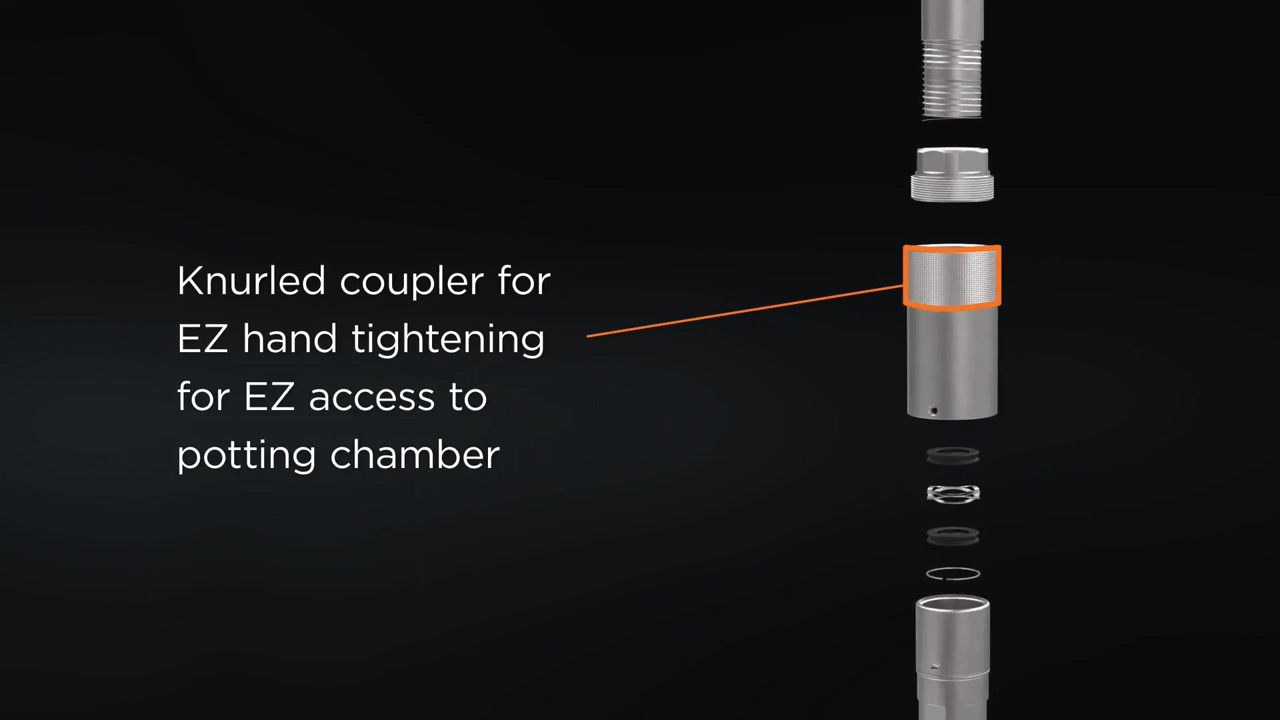 Knurled coupler for
EZ hand tightening
for EZ access to
potting chamber